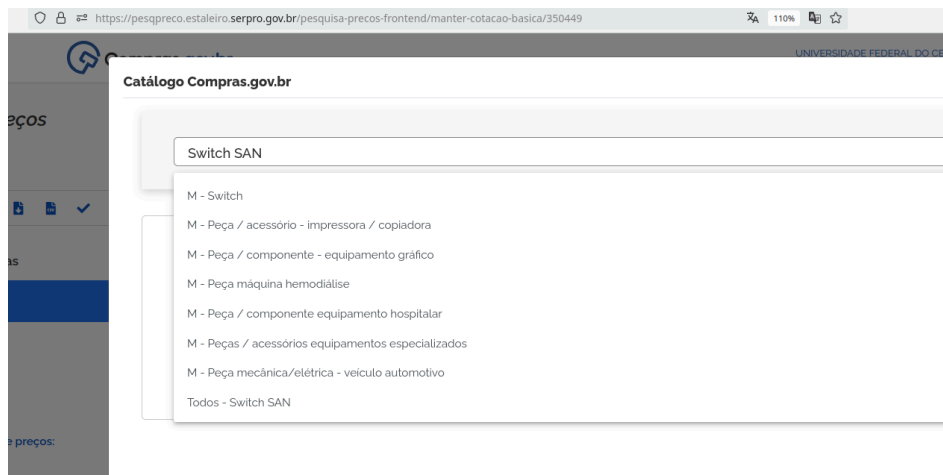 https://pesqpreco.estaleiro.serpro.gov.br/pesquisa-precos-frontend/manter-cotacao-basica/350449
110%
UNIVERSIDADE FEDERAL DO CE
Catálogo Compras.gov.br
eços
Switch SAN
M - Switch
M - Peça / acessório - impressora / copiadora
M - Peça / componente - equipamento gráfico
as
M - Peça máquina hemodiálise
M - Peça / componente equipamento hospitalar
M - Peças / acessórios equipamentos especializados
M - Peça mecânica/elétrica - veículo automotivo
Todos - Switch SAN
e preços: